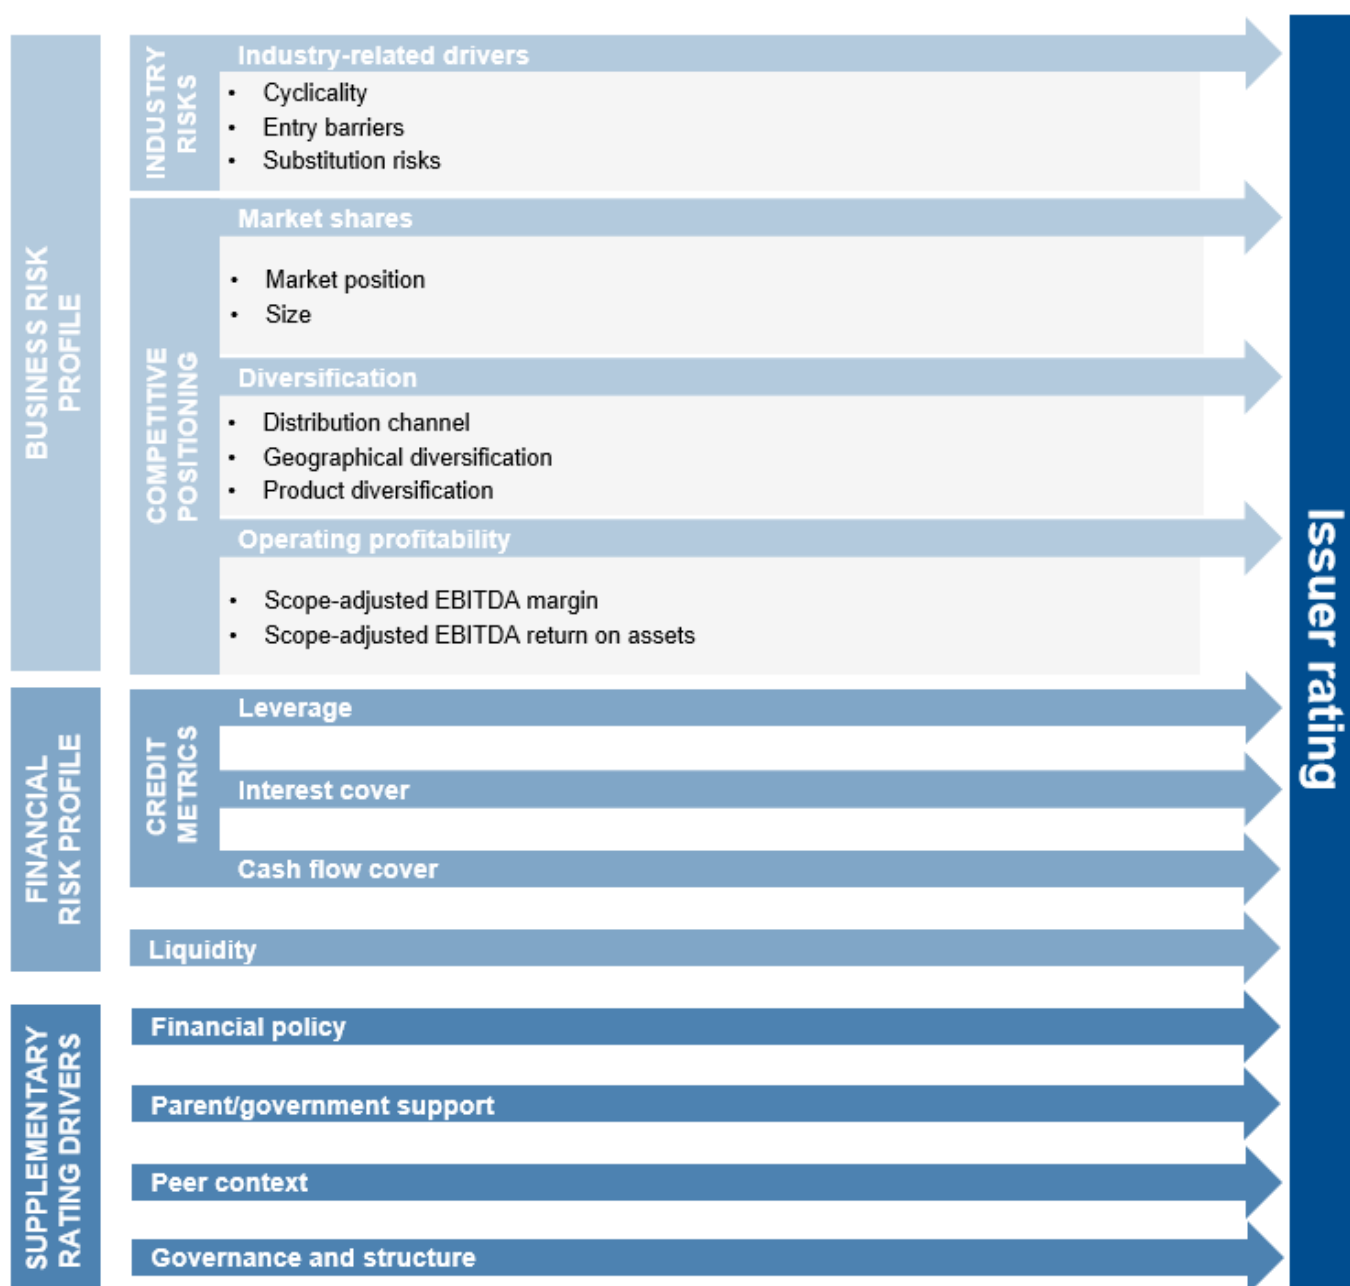 BUSINESS RISK
PROFILE
INDUSTRY
RISKS
Industry-related drivers
• Cyclicality
• Entry barriers
• Substitution risks
COMPETITIVE
POSITIONING
Market shares
• Market position
• Size
Diversification
• Distribution channel
• Geographical diversification
• Product diversification
Operating profitability
• Scope-adjusted EBITDA margin
• Scope-adjusted EBITDA return on assets
FINANCIAL
RISK PROFILE
CREDIT
METRICS
Leverage
Interest cover
Cash flow cover
Liquidity
SUPPLEMENTARY
RATING DRIVERS
Financial policy
Parent/government support
Peer context
Governance and structure
Issuer rating